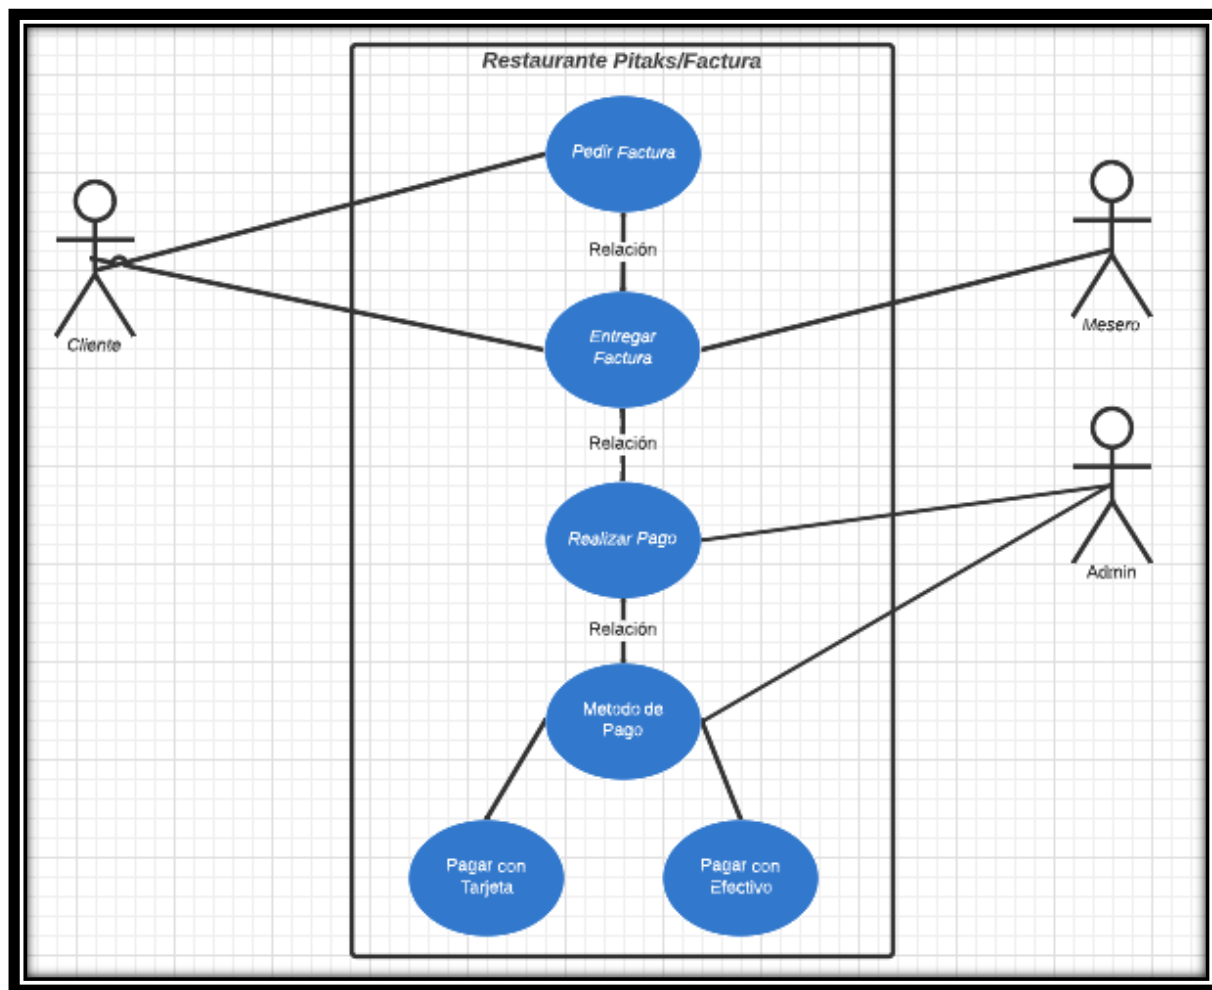 Restaurante Pitaks/Factura
Pedir Factura
Relación
Cliente
Mesero
Entregar
Factura
Relación
Realizar Pago
Admin
Relación
Metodo de
Pago
Pagar con
Tarjeta
Pagar con
Efectivo